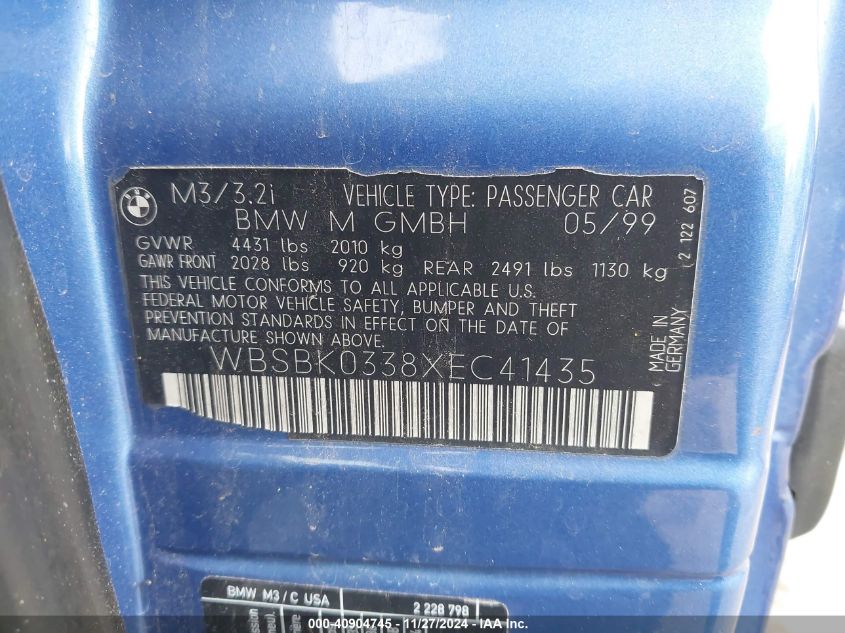 M3/3.2i VEHICLE TYPE: PASSENGER CAR
BMW M GMBH 05/99
GVWR 4431 lbs 2010 kg
GAWR FRONT 2028 lbs 920 kg REAR 2491 lbs 1130 kg
THIS VEHICLE CONFORMS TO ALL APPLICABLE U.S.
FEDERAL MOTOR VEHICLE SAFETY, BUMPER AND THEFT
PREVENTION STANDARDS IN EFFECT ON THE DATE OF
MANUFACTURE SHOWN ABOVE.
WBSBK0338XEC41435
MADE IN
GERMANY
2 122 607
BMW M3/C USA 2 228 798
000-40904745 - 11/27/2024 - IAAI.com